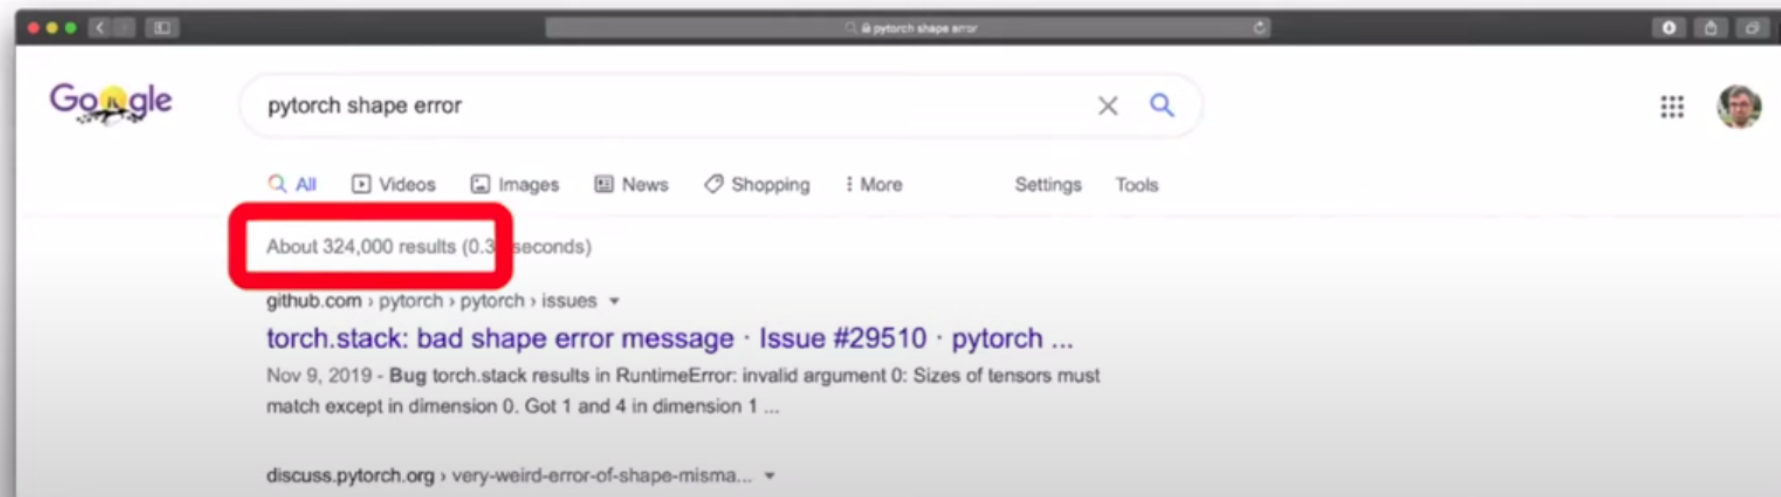 pytorch shape error
Google
pytorch shape error
All Videos Images News Shopping More Settings Tools
About 324,000 results (0.3 seconds)
github.com › pytorch › pytorch › issues
torch.stack: bad shape error message · Issue #29510 · pytorch ...
Nov 9, 2019 - Bug torch.stack results in RuntimeError: invalid argument 0: Sizes of tensors must
match except in dimension 0. Got 1 and 4 in dimension 1 ...
discuss.pytorch.org › very-weird-error-of-shape-misma...